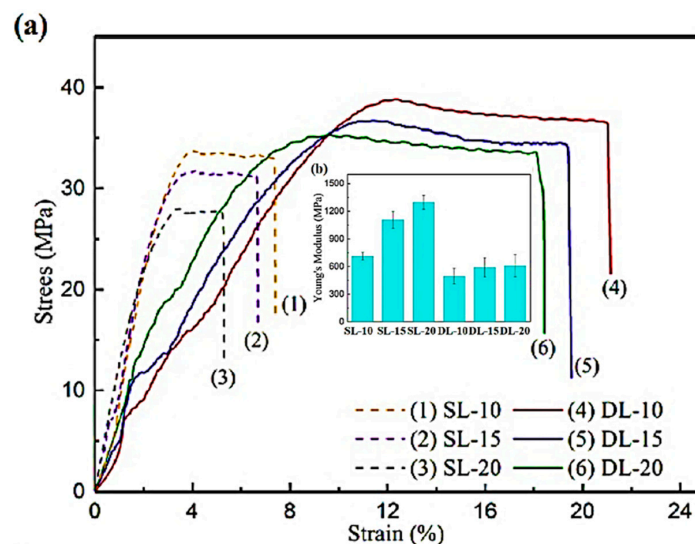 (a)
40
30
20
10
0
Strees (MPa)
0 4 8 12 16 20 24
Strain (%)
(b)
1500
1200
900
600
300
0
Young's Modulus (MPa)
SL-10 SL-15 SL-20 DL-10 DL-15 DL-20
(1)
(2)
(3)
(4)
(5)
(6)
(1) SL-10 (4) DL-10
(2) SL-15 (5) DL-15
(3) SL-20 (6) DL-20